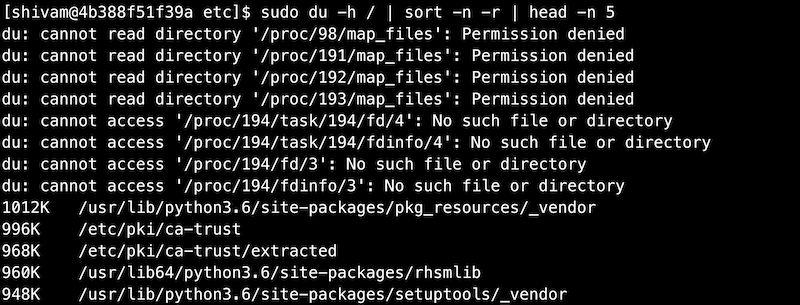 [shivam@4b388f51f39a etc]$ sudo du -h / | sort -n -r | head -n 5
du: cannot read directory '/proc/98/map_files': Permission denied
du: cannot read directory '/proc/191/map_files': Permission denied
du: cannot read directory '/proc/192/map_files': Permission denied
du: cannot read directory '/proc/193/map_files': Permission denied
du: cannot access '/proc/194/task/194/fd/4': No such file or directory
du: cannot access '/proc/194/task/194/fdinfo/4': No such file or directory
du: cannot access '/proc/194/fd/3': No such file or directory
du: cannot access '/proc/194/fdinfo/3': No such file or directory
1012K   /usr/lib/python3.6/site-packages/pkg_resources/_vendor
996K    /etc/pki/ca-trust
968K    /etc/pki/ca-trust/extracted
960K    /usr/lib64/python3.6/site-packages/rhsmlib
948K    /usr/lib/python3.6/site-packages/setuptools/_vendor